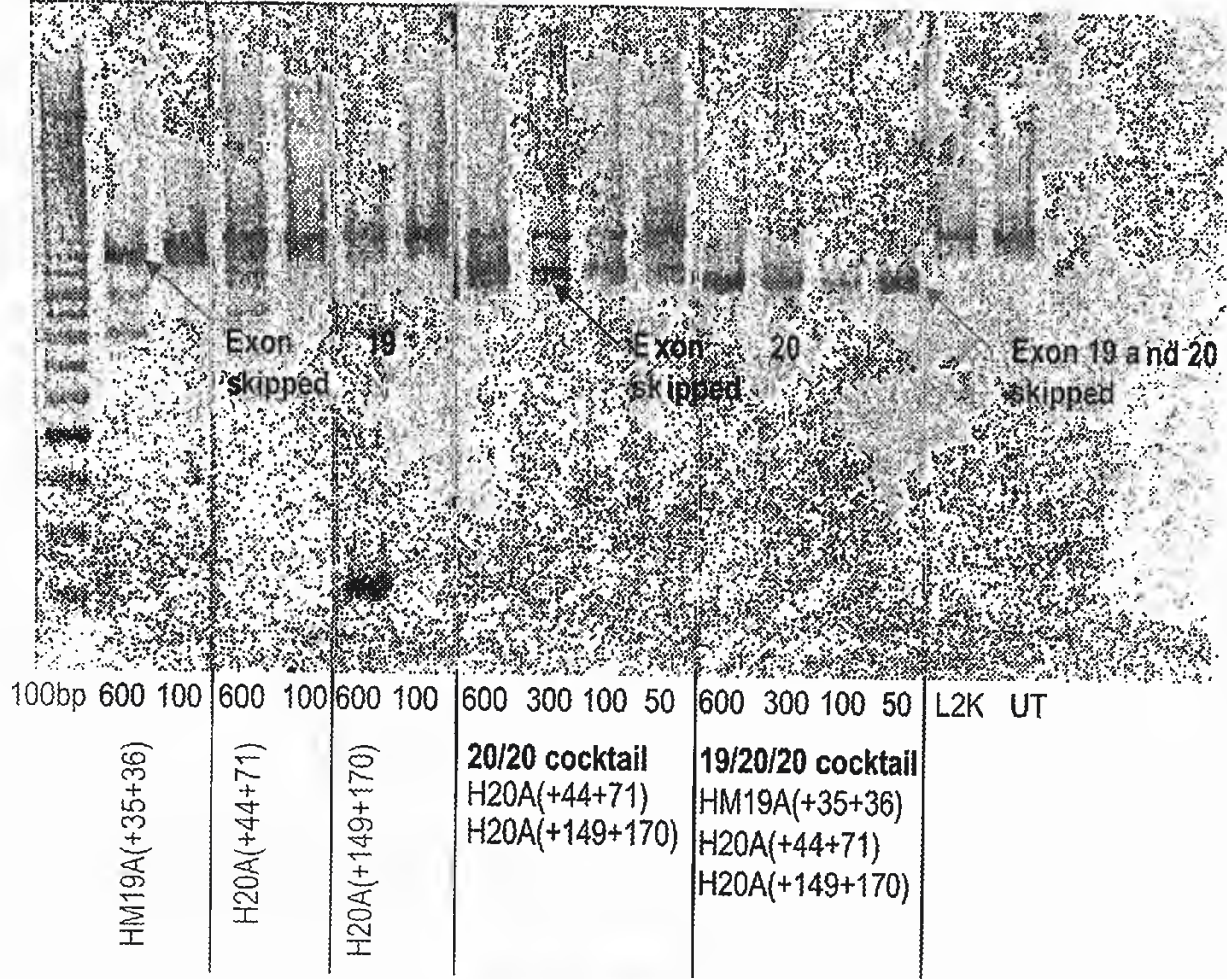 Exon 19
skipped
Exon 20
skipped
Exon 19 and 20
skipped
100bp 600 100 600 100 600 100 600 300 100 50 600 300 100 50 L2K UT
HM19A(+35+36)
H20A(+44+71)
H20A(+149+170)
20/20 cocktail
H20A(+44+71)
H20A(+149+170)
19/20/20 cocktail
HM19A(+35+36)
H20A(+44+71)
H20A(+149+170)